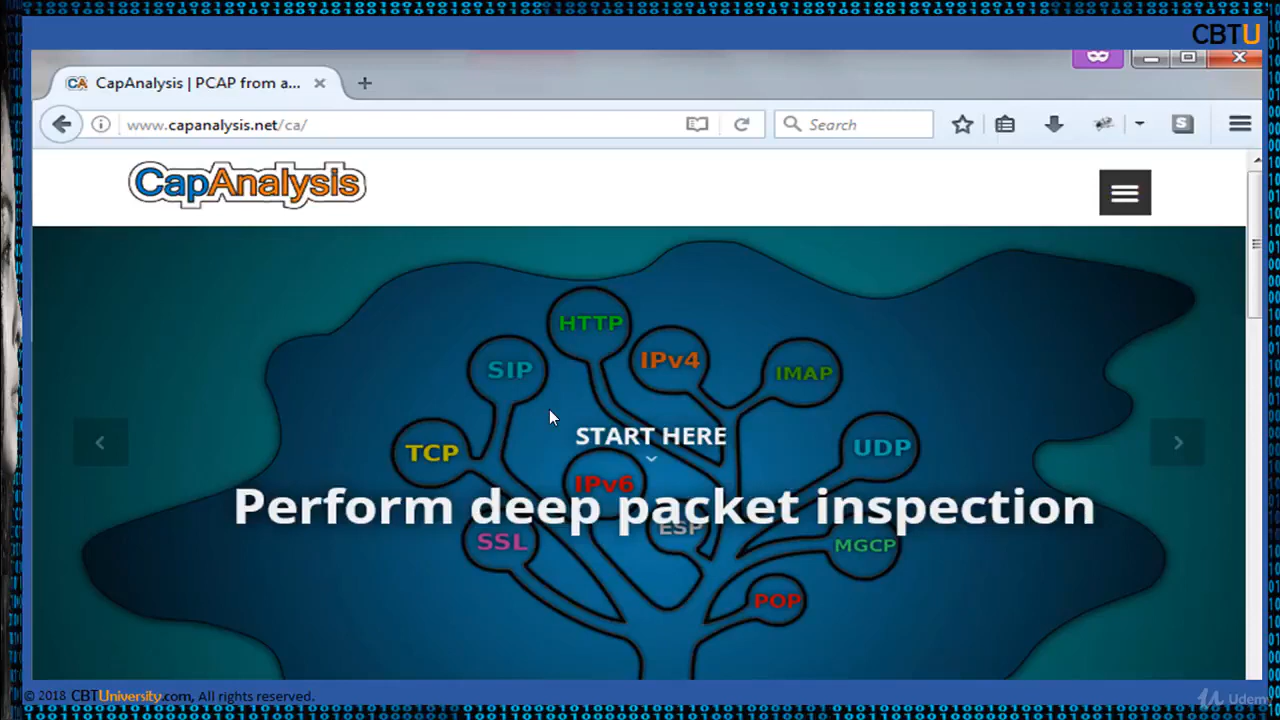 CBTU
CA CapAnalysis | PCAP from a...
www.capanalysis.net/ca/
Search
S
CapAnalysis
HTTP
IPv4
SIP
IMAP
START HERE
TCP
UDP
IPv6
Perform deep packet inspection
ESP
SSL
MGCP
POP
© 2018 CBTUniversity.com, All rights reserved.
Udemy